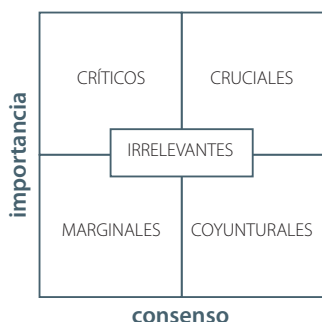 importancia
CRÍTICOS
CRUCIALES
IRRELEVANTES
MARGINALES
COYUNTURALES
consenso